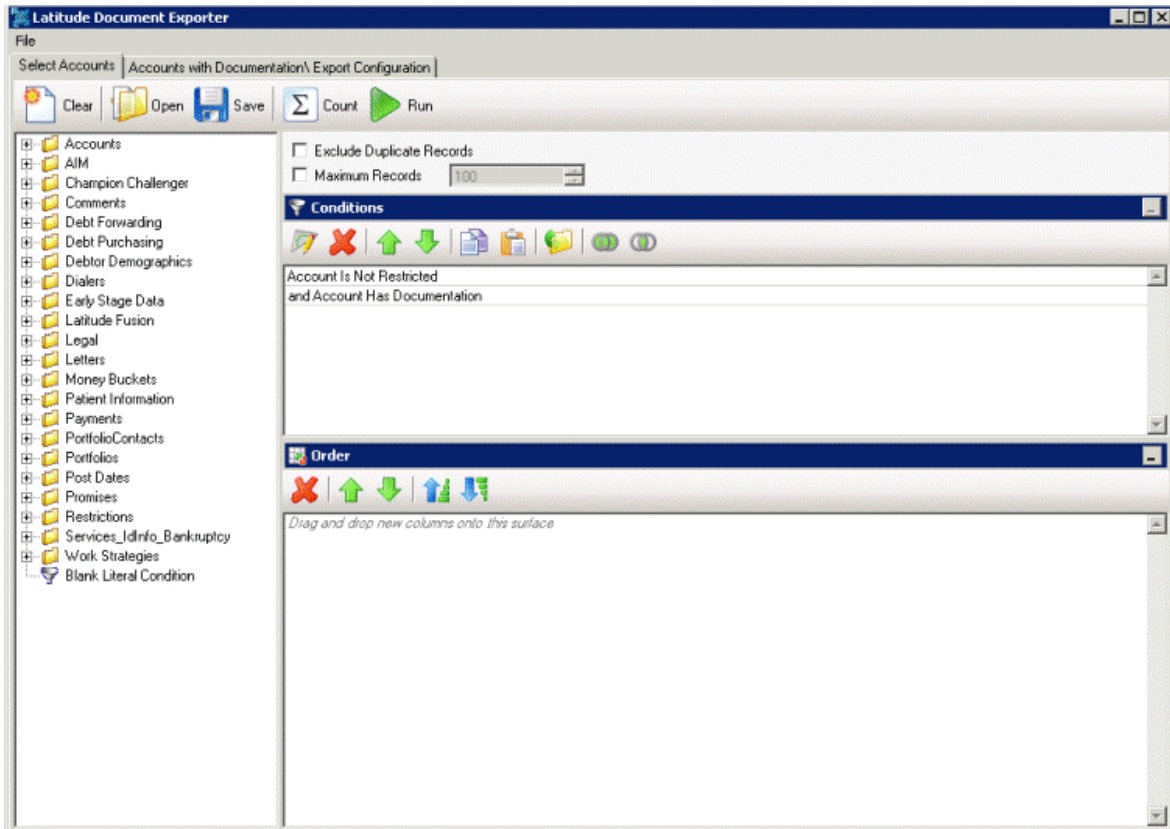 Latitude Document Exporter
File
Select Accounts
Accounts with Documentation\ Export Configuration
Clear
Open
Save
Σ
Count
Run
Accounts
AIM
Champion Challenger
Comments
Debt Forwarding
Debt Purchasing
Debtor Demographics
Dialers
Early Stage Data
Latitude Fusion
Legal
Letters
Money Buckets
Patient Information
Payments
PortfolioContacts
Portfolios
Post Dates
Promises
Restrictions
Services_IdInfo_Bankruptcy
Work Strategies
Blank Literal Condition
Exclude Duplicate Records
Maximum Records 100
Conditions
Account Is Not Restricted
and Account Has Documentation
Order
Drag and drop new columns onto this surface